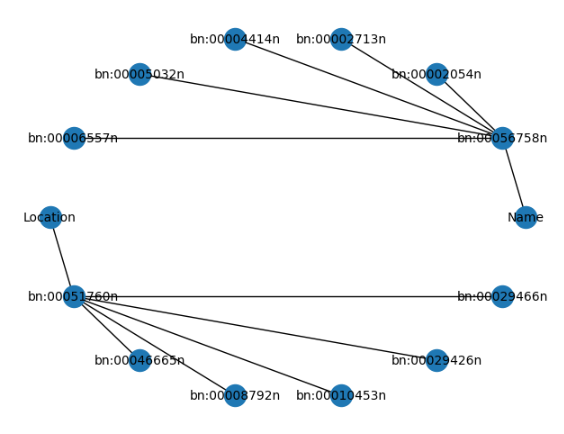 bn:00004414n bn:00002713n
bn:00005032n bn:00002054n
bn:00006557n bn:00056758n
Location Name
bn:00051760n bn:00029466n
bn:00046665n bn:00029426n
bn:00008792n bn:00010453n